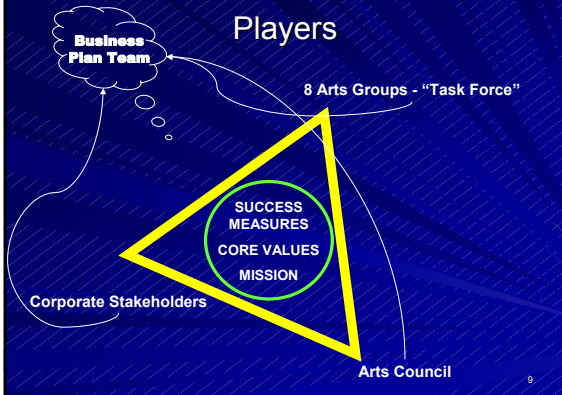 Players
Business
Plan Team
8 Arts Groups - “Task Force”
SUCCESS
MEASURES
CORE VALUES
MISSION
Corporate Stakeholders
Arts Council
9